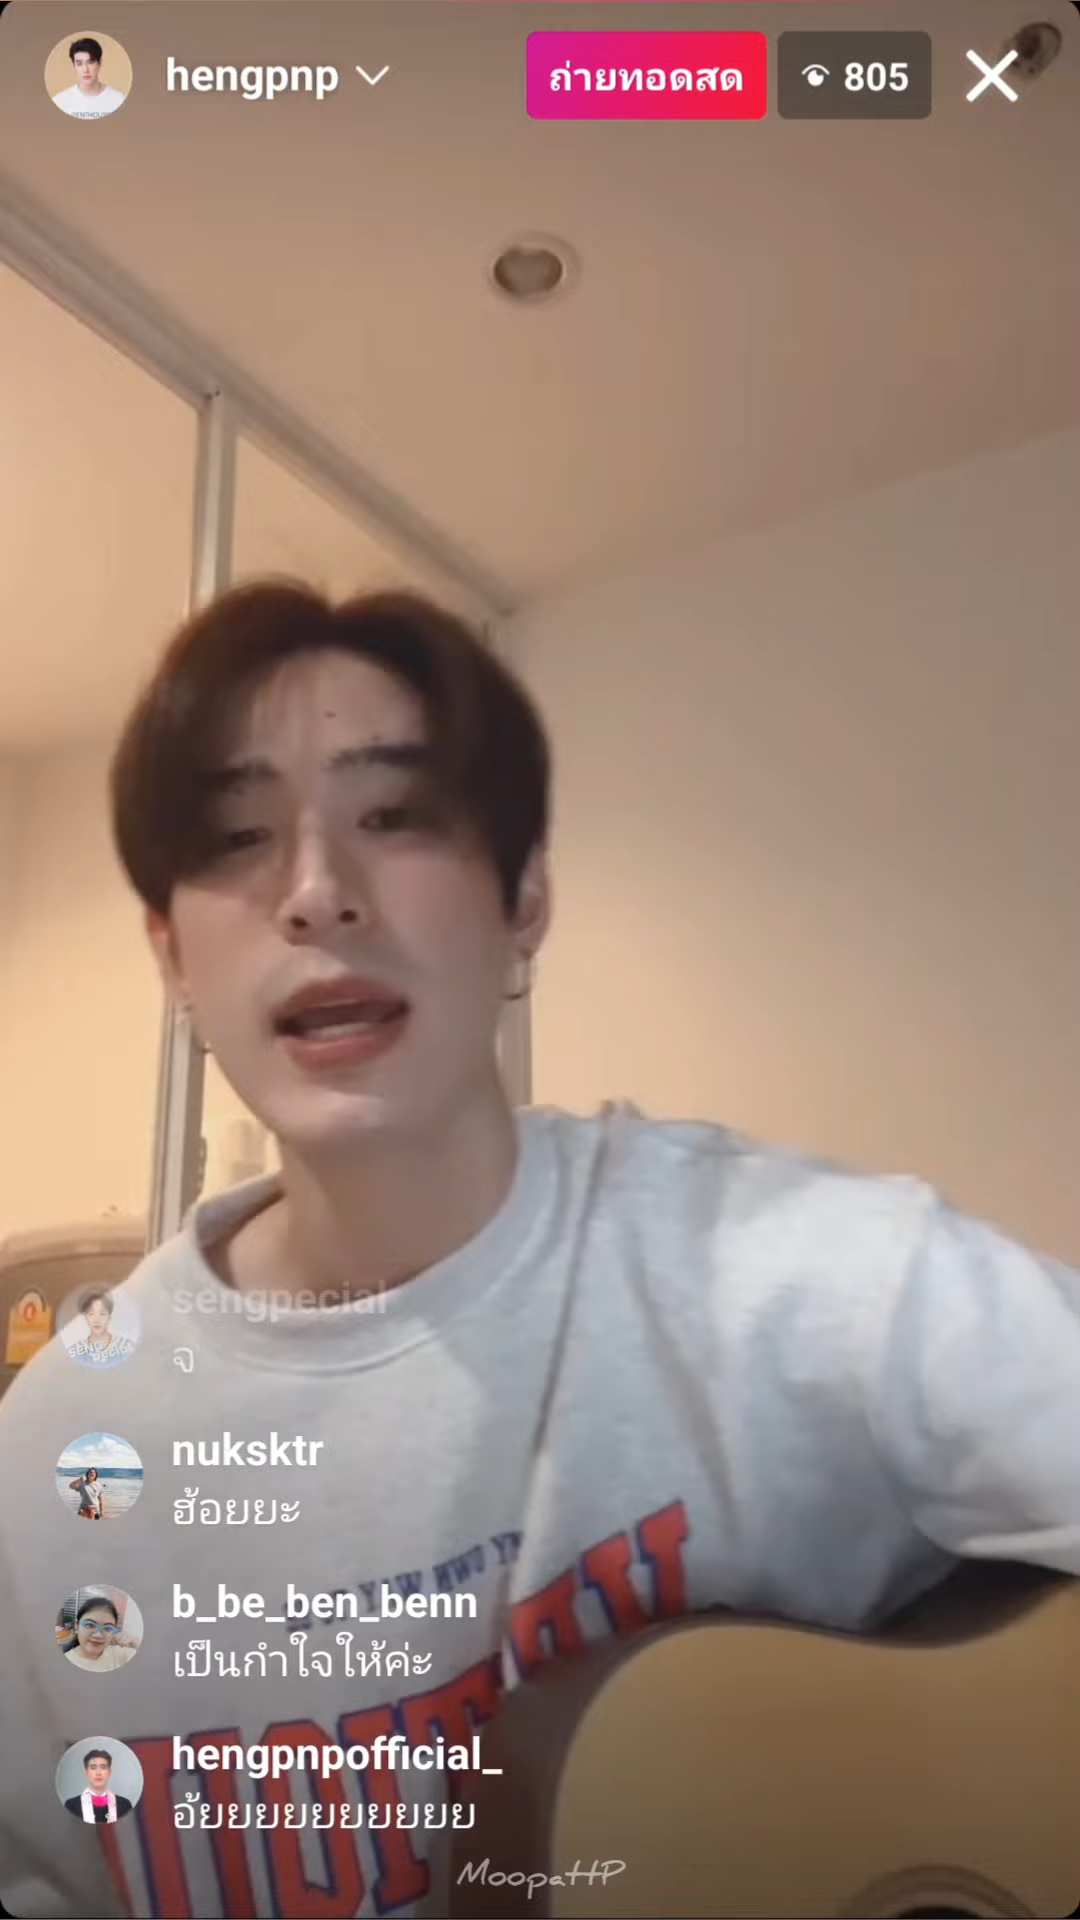 hengpnp
ถ่ายทอดสด
805
sengpecial
จ
nuksktr
ฮ้อยยะ
b_be_ben_benn
เป็นกำใจให้ค่ะ
hengpnpofficial_
อ้ยยยยยยยยยย
MoopaHP